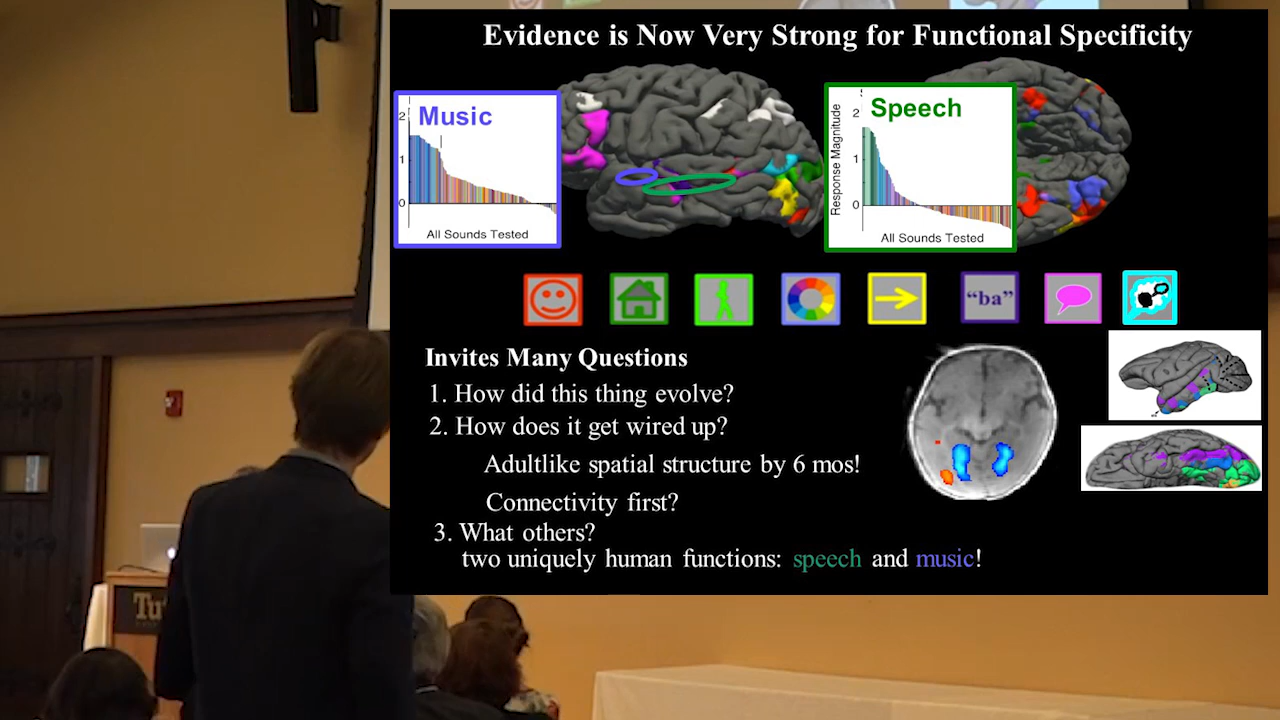 Evidence is Now Very Strong for Functional Specificity
Music
2
1
0
All Sounds Tested
Speech
Response Magnitude
2
1
0
All Sounds Tested
“ba”
Invites Many Questions
1. How did this thing evolve?
2. How does it get wired up?
Adultlike spatial structure by 6 mos!
Connectivity first?
3. What others?
two uniquely human functions: speech and music!
Tu